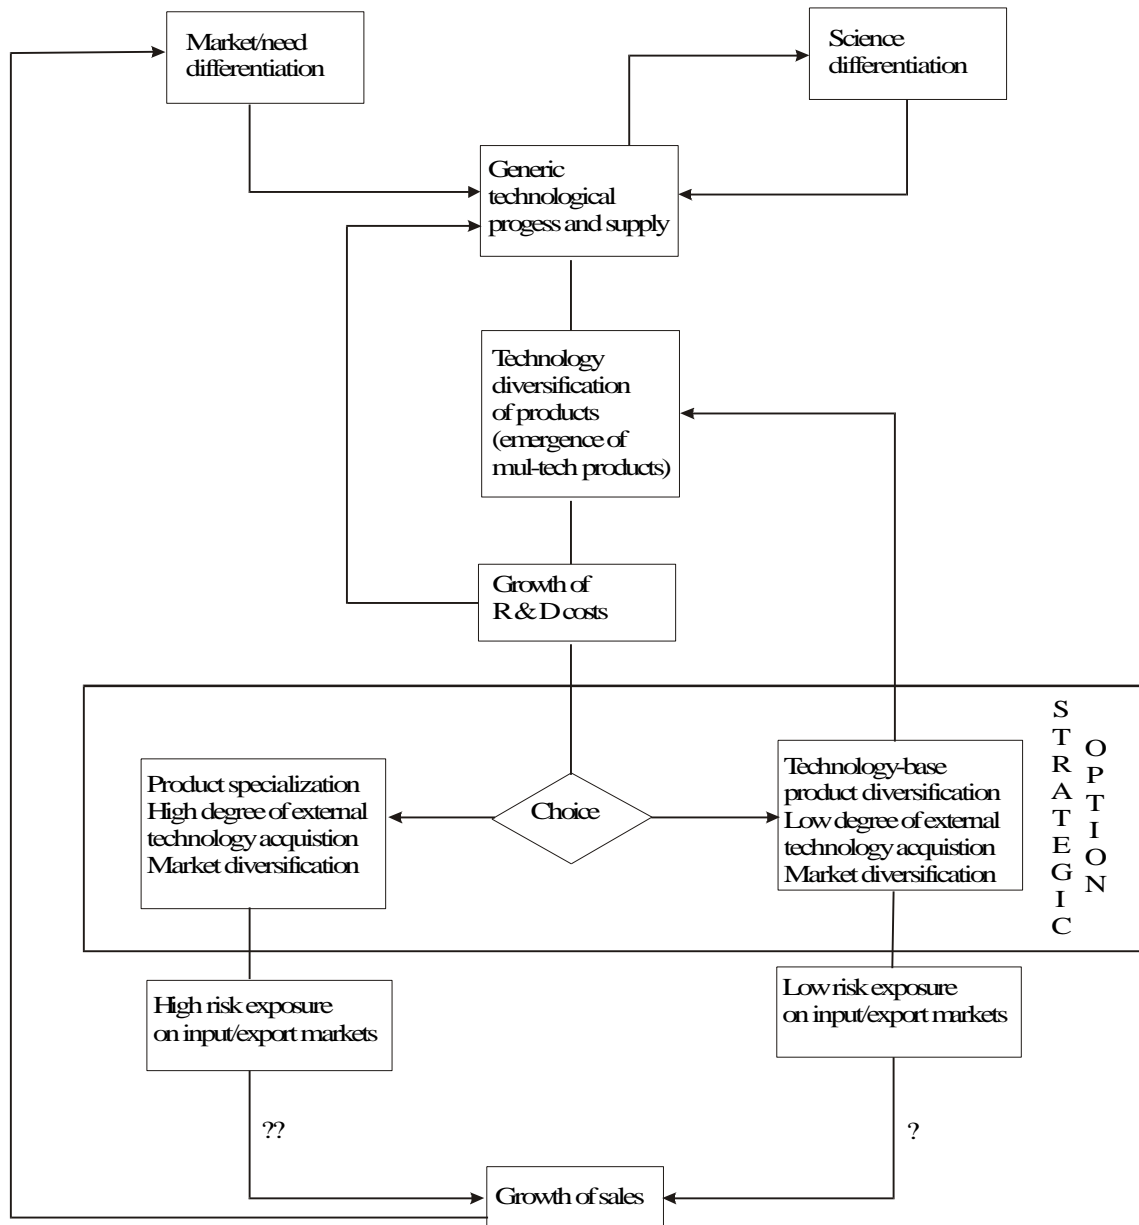 Market/need
differentiation
Science
differentiation
Generic
technological
progess and supply
Technology
diversification
of products
(emergence of
mul-tech products)
Growth of
R & D costs
STRATEGIC
OPTION
Product specialization
High degree of external
technology acquistion
Market diversification
Choice
Technology-base
product diversification
Low degree of external
technology acquistion
Market diversification
High risk exposure
on input/export markets
Low risk exposure
on input/export markets
??
?
Growth of sales